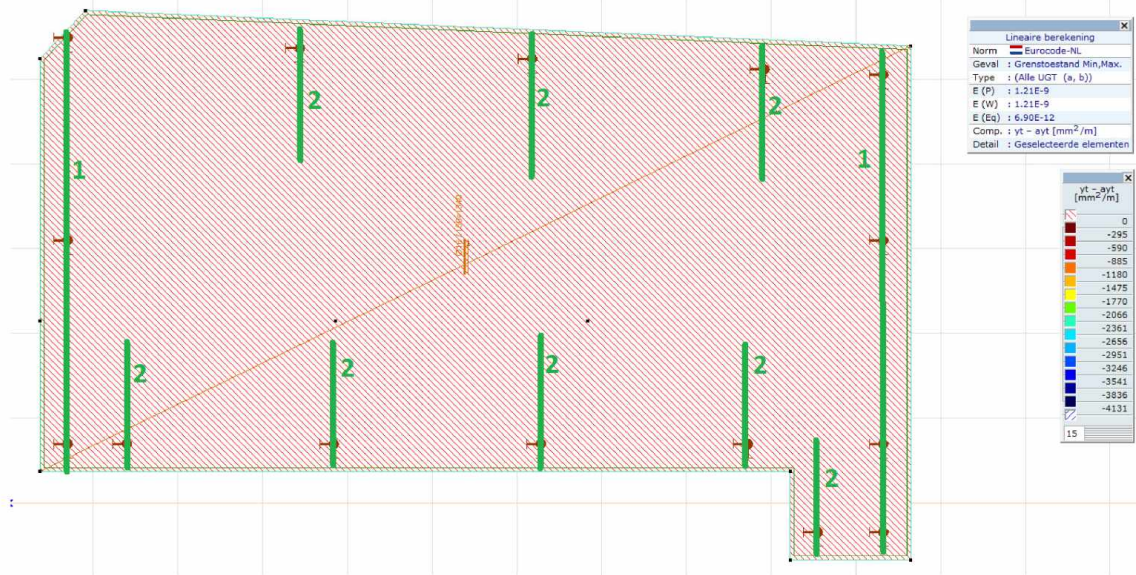 Lineaire berekening
Norm Eurocode-NL
Geval : Grenstoestand Min,Max.
Type : (Alle UGT (a, b))
E (P) : 1.21E-9
E (W) : 1.21E-9
E (Eq) : 6.90E-12
Comp. : yt - ayt [mm²/m]
Detail : Geselecteerde elementen
yt - ayt
[mm²/m]
0
-295
-590
-885
-1180
-1475
-1770
-2066
-2361
-2656
-2951
-3246
-3541
-3836
-4131
15
2
2
2
1
1
2
2
2
2
2